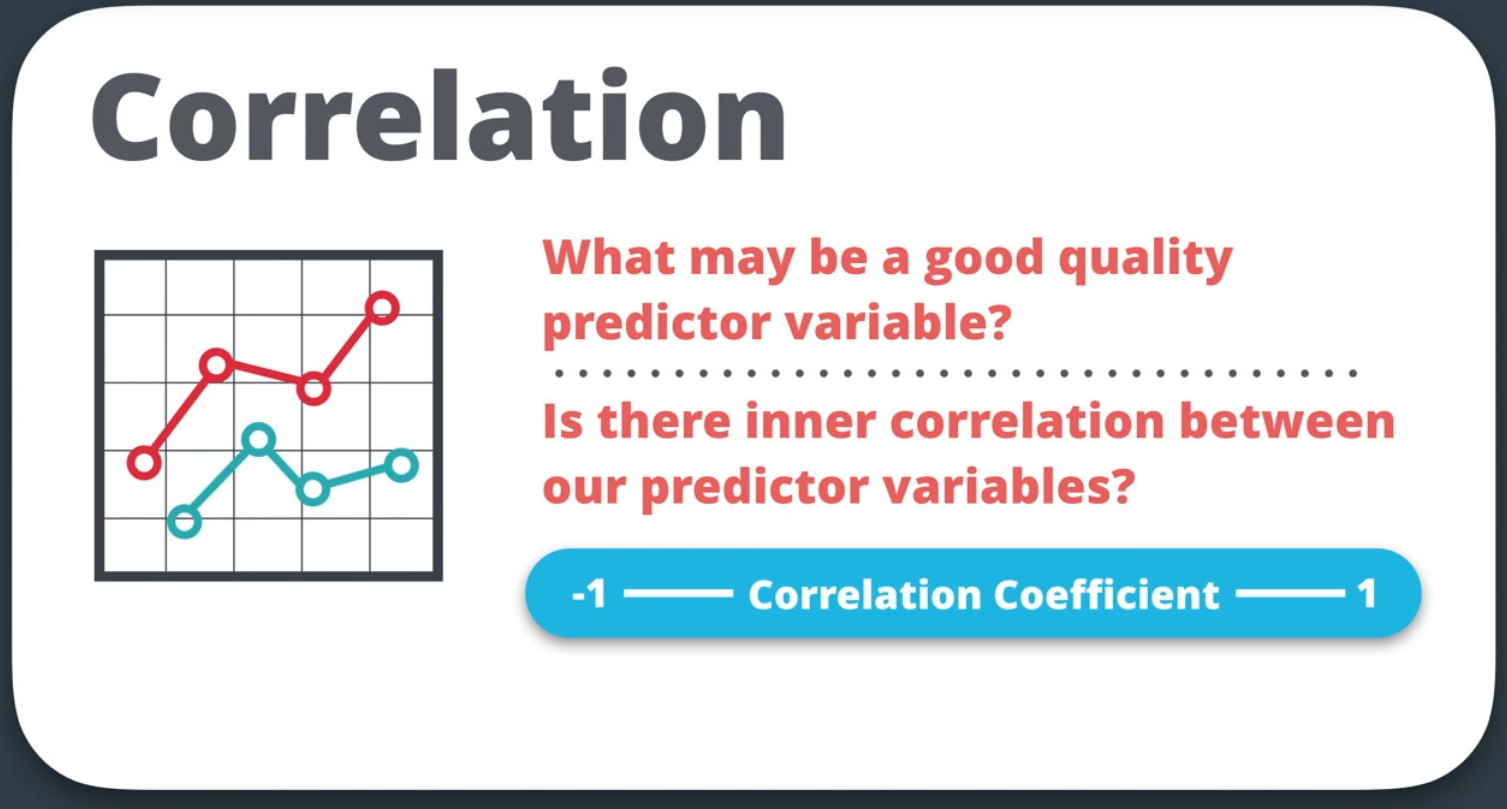 Correlation
What may be a good quality
predictor variable?
Is there inner correlation between
our predictor variables?
-1 Correlation Coefficient 1